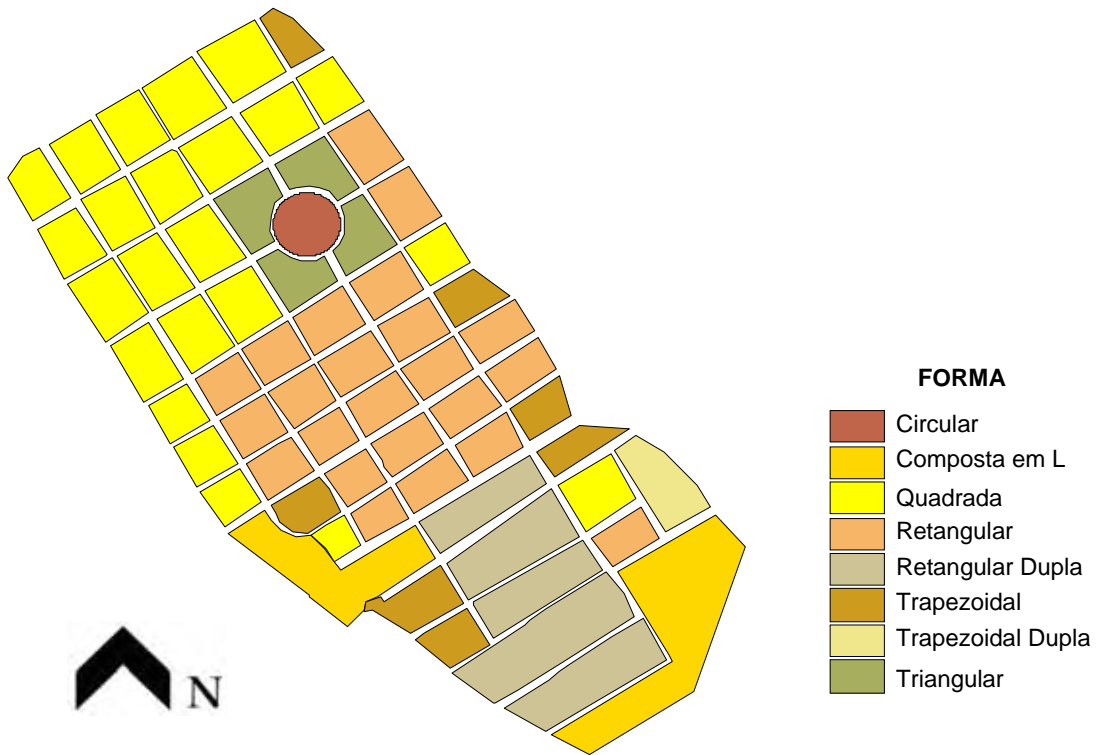 FORMA
Circular
Composta em L
Quadrada
Retangular
Retangular Dupla
Trapezoidal
Trapezoidal Dupla
Triangular
N